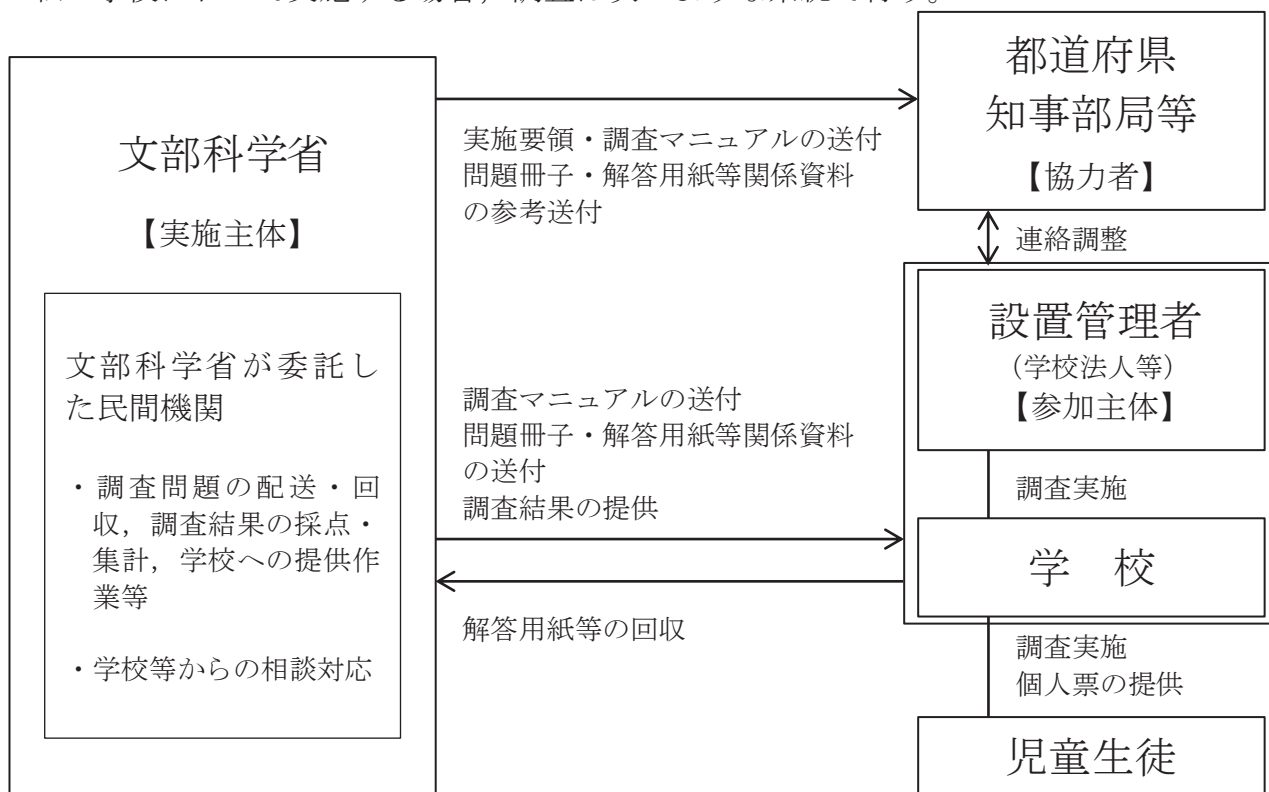 文部科学省
【実施主体】
文部科学省が委託し
た民間機関
・調査問題の配送・回
収，調査結果の採点・
集計，学校への提供作
業等
・学校等からの相談対応
実施要領・調査マニュアルの送付
問題冊子・解答用紙等関係資料
の参考送付
調査マニュアルの送付
問題冊子・解答用紙等関係資料
の送付
調査結果の提供
解答用紙等の回収
都道府県
知事部局等
【協力者】
連絡調整
設置管理者
（学校法人等）
【参加主体】
調査実施
学　校
調査実施
個人票の提供
児童生徒